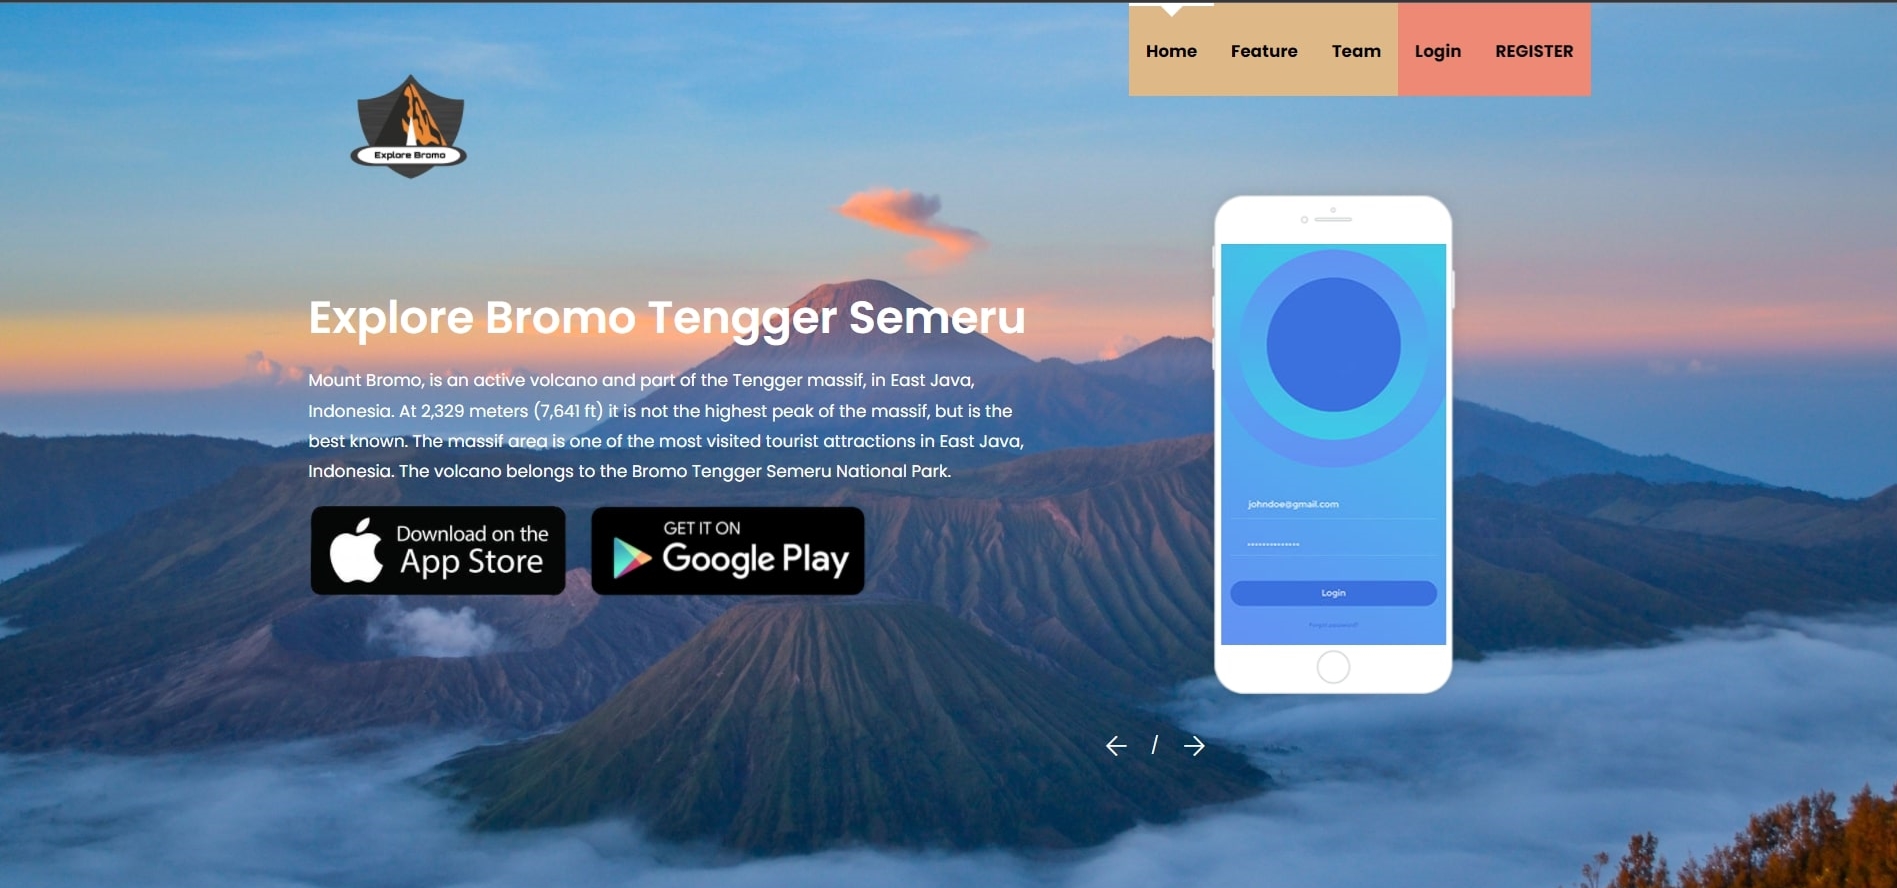 Home Feature Team Login REGISTER
Explore Bromo
Explore Bromo Tengger Semeru
Mount Bromo, is an active volcano and part of the Tengger massif, in East Java,
Indonesia. At 2,329 meters (7,641 ft) it is not the highest peak of the massif, but is the
best known. The massif area is one of the most visited tourist attractions in East Java,
Indonesia. The volcano belongs to the Bromo Tengger Semeru National Park.
Download on the
App Store
GET IT ON
Google Play
johndoe@gmail.com
Login
Forgot password?
/